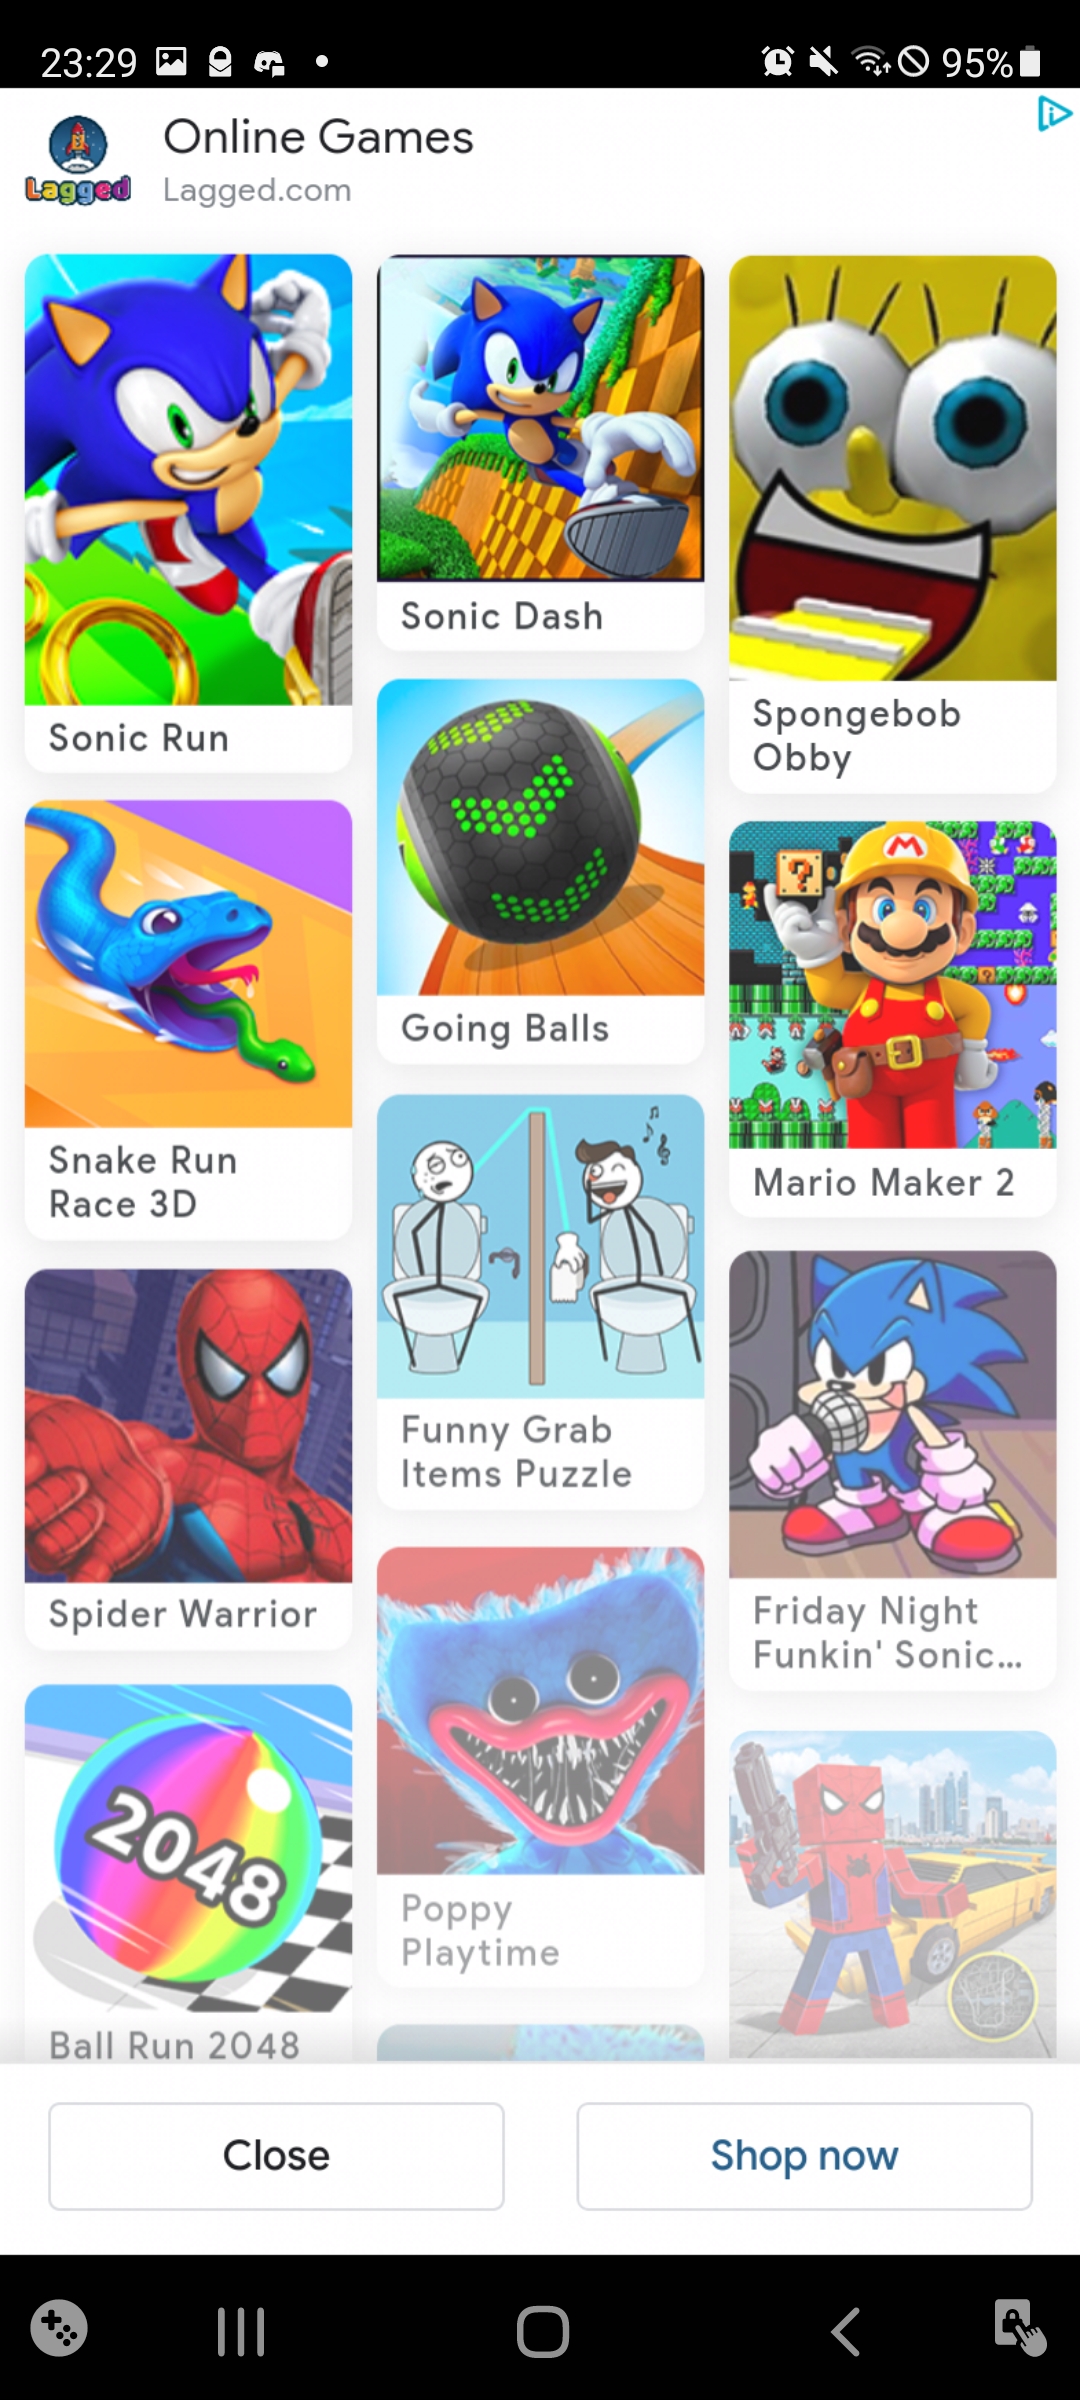 23:29
95%
Lagged
Online Games
Lagged.com
Sonic Run
Sonic Dash
Spongebob
Obby
Snake Run
Race 3D
Going Balls
M
?
Mario Maker 2
Spider Warrior
Funny Grab
Items Puzzle
Friday Night
Funkin' Sonic...
2048
Ball Run 2048
Poppy
Playtime
Close
Shop now